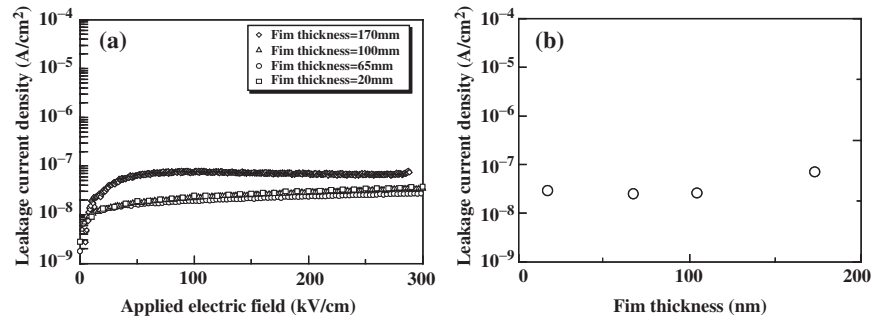 (a)
Leakage current density (A/cm2)
10−4
10−5
10−6
10−7
10−8
10−9
0
100
200
300
Applied electric field (kV/cm)
Fim thickness=170mm
Fim thickness=100mm
Fim thickness=65mm
Fim thickness=20mm
(b)
Leakage current density (A/cm2)
10−4
10−5
10−6
10−7
10−8
10−9
0
100
200
Fim thickness (nm)